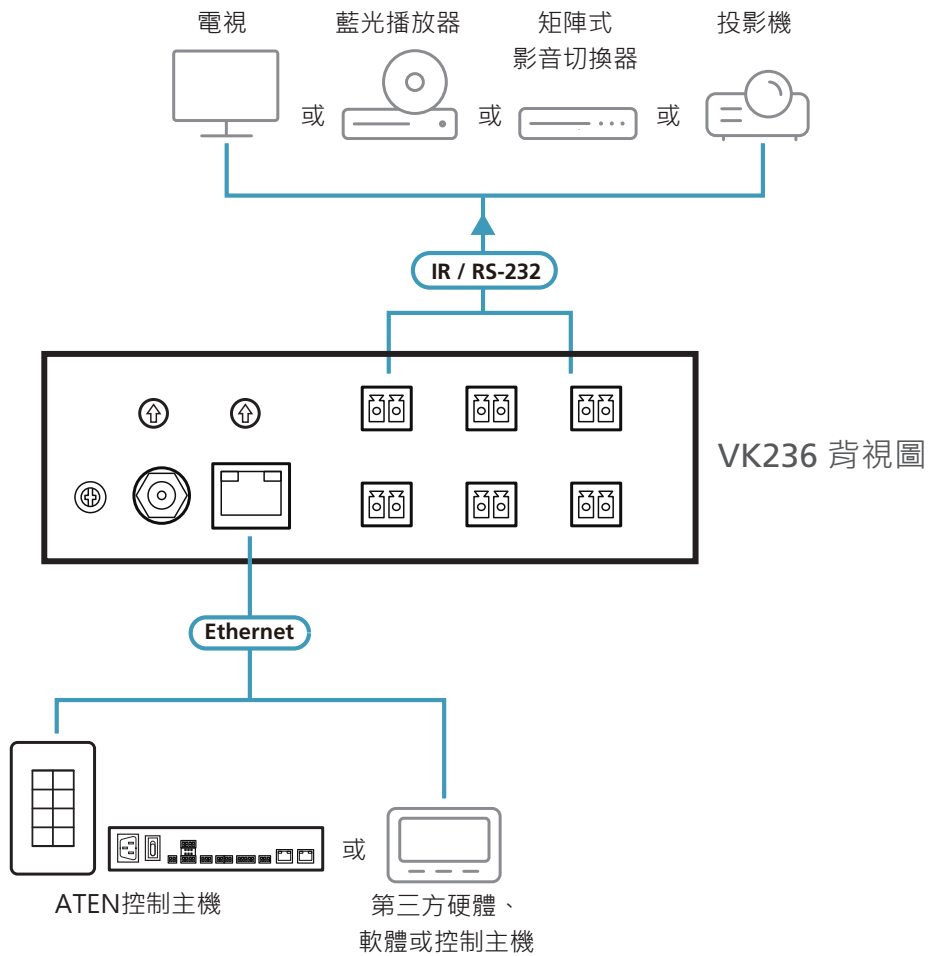 電視
藍光播放器
矩陣式
影音切換器
投影機
或
或
或
IR / RS-232
VK236 背視圖
Ethernet
或
ATEN控制主機
第三方硬體、
軟體或控制主機